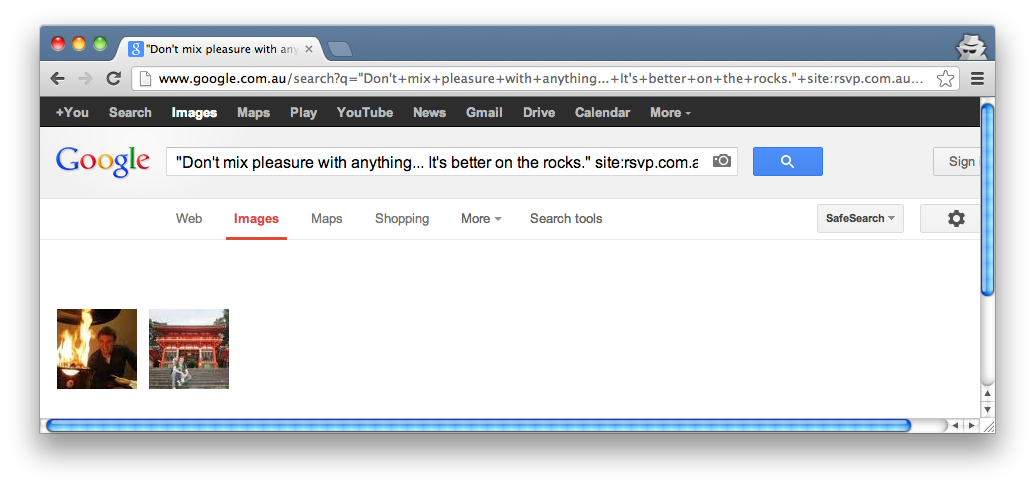 "Don't mix pleasure with any
www.google.com.au/search?q="Don't+mix+pleasure+with+anything...+It's+better+on+the+rocks."+site:rsvp.com.au...
+You Search Images Maps Play YouTube News Gmail Drive Calendar More
Google "Don't mix pleasure with anything... It's better on the rocks." site:rsvp.com.a Sign
Web Images Maps Shopping More Search tools SafeSearch